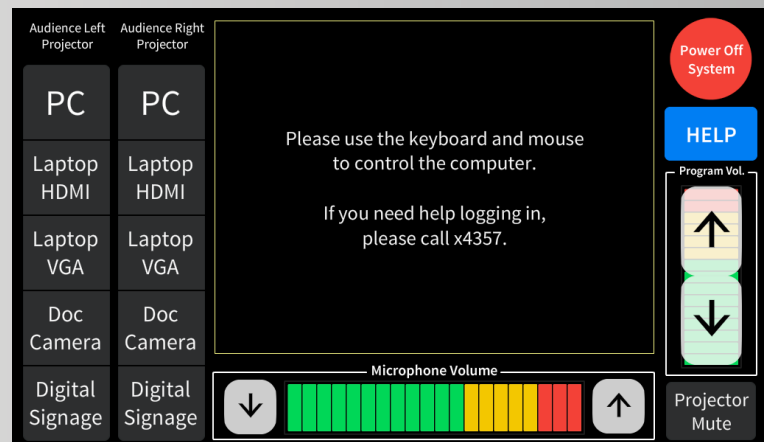 Audience Left
Projector
Audience Right
Projector
PC
PC
Laptop
HDMI
Laptop
HDMI
Laptop
VGA
Laptop
VGA
Doc
Camera
Doc
Camera
Digital
Signage
Digital
Signage
Please use the keyboard and mouse
to control the computer.
If you need help logging in,
please call x4357.
Microphone Volume
Power Off
System
HELP
Program Vol.
Projector
Mute